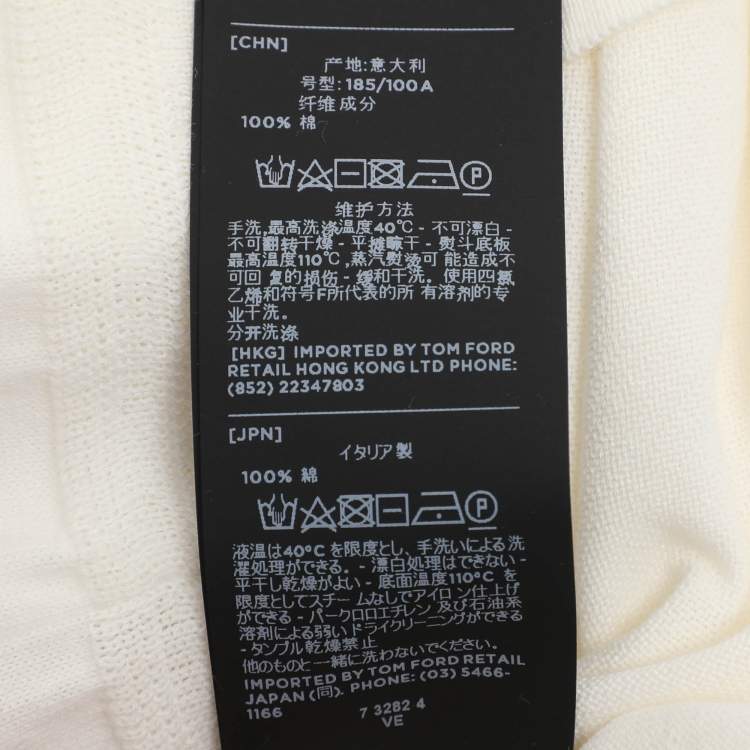 [CHN]
产地:意大利
号型: 185/100A
纤维成分
100% 棉
P
维护方法
手洗,最高洗涤温度40℃ - 不可漂白 -
不可翻转干燥 - 平摊晾干 - 熨斗底板
最高温度110℃ ,蒸汽熨烫可 能造成不
可回 复的损伤 - 缓和干洗。使用四氯
乙烯和符号F所代表的所 有溶剂的专
业干洗。
分开洗涤
[HKG] IMPORTED BY TOM FORD
RETAIL HONG KONG LTD PHONE:
(852) 22347803
[JPN]
イタリア製
100% 綿
P
液温は40°C を限度とし、手洗いによる洗
濯処理ができる。 - 漂白処理はできない -
平干し乾燥がよい - 底面温度110℃ を
限度としてスチームなしでアイロン仕上げ
ができる - パークロロエチレン 及び石油系
溶剤による弱い ドライクリーニングができる
- タンブル乾燥禁止
他のものと一緒に洗わないでください。
IMPORTED BY TOM FORD RETAIL
JAPAN (同). PHONE: (03) 5466-
1166
7 3282 4
VE